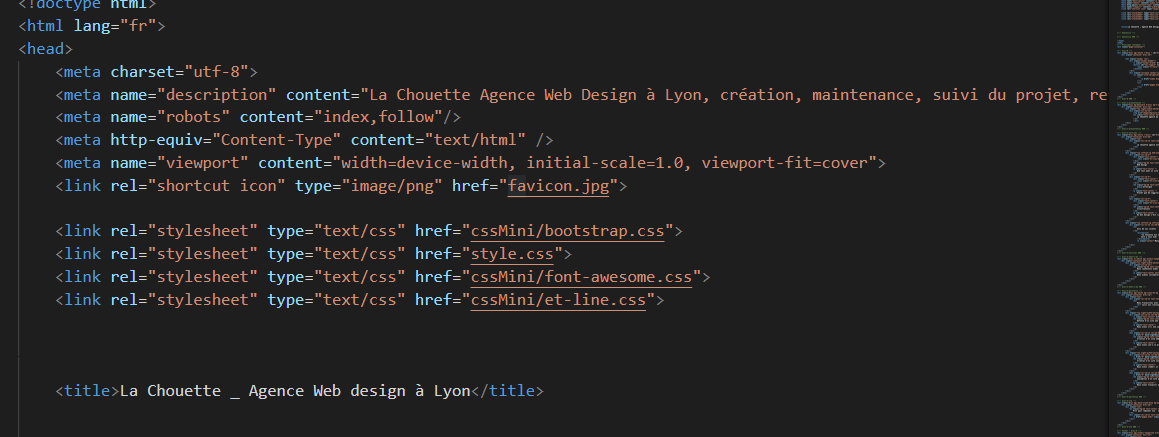 <!doctype html>
<html lang="fr">
<head>
<meta charset="utf-8">
<meta name="description" content="La Chouette Agence Web Design à Lyon, création, maintenance, suivi du projet, re
<meta name="robots" content="index,follow"/>
<meta http-equiv="Content-Type" content="text/html" />
<meta name="viewport" content="width=device-width, initial-scale=1.0, viewport-fit=cover">
<link rel="shortcut icon" type="image/png" href="favicon.jpg">
<link rel="stylesheet" type="text/css" href="cssMini/bootstrap.css">
<link rel="stylesheet" type="text/css" href="style.css">
<link rel="stylesheet" type="text/css" href="cssMini/font-awesome.css">
<link rel="stylesheet" type="text/css" href="cssMini/et-line.css">
<title>La Chouette _ Agence Web design à Lyon</title>